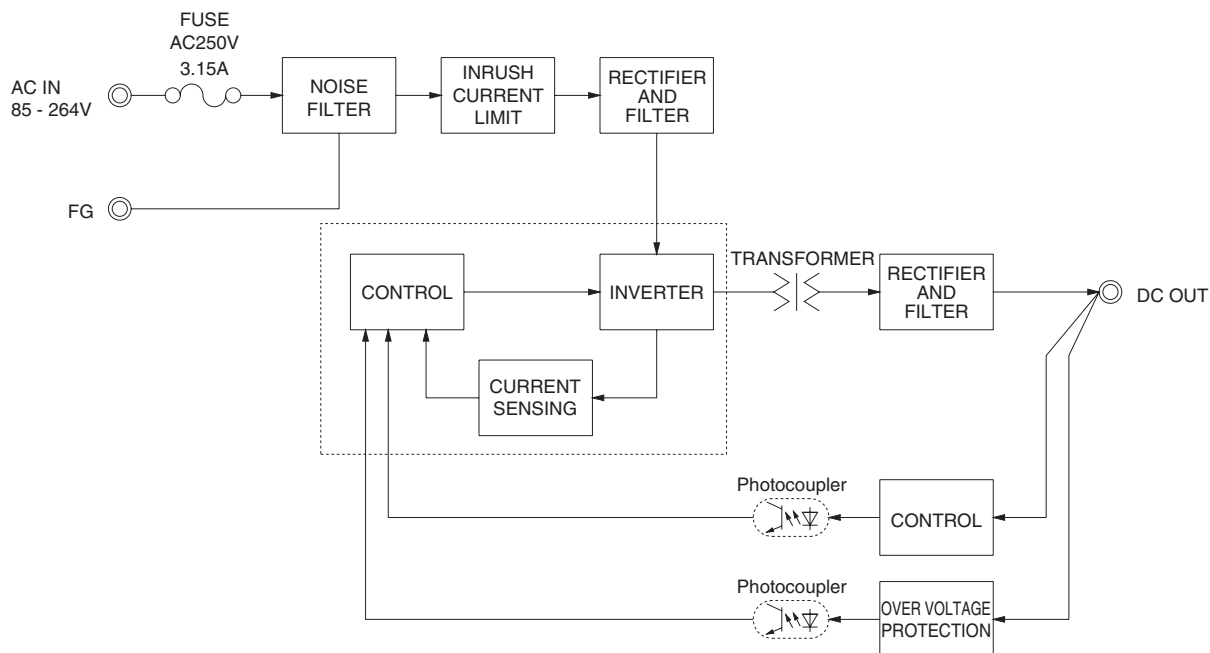 FUSE
AC250V
3.15A
AC IN
85 - 264V
NOISE
FILTER
INRUSH
CURRENT
LIMIT
RECTIFIER
AND
FILTER
FG
CONTROL
INVERTER
TRANSFORMER
RECTIFIER
AND
FILTER
DC OUT
CURRENT
SENSING
Photocoupler
CONTROL
Photocoupler
OVER VOLTAGE
PROTECTION